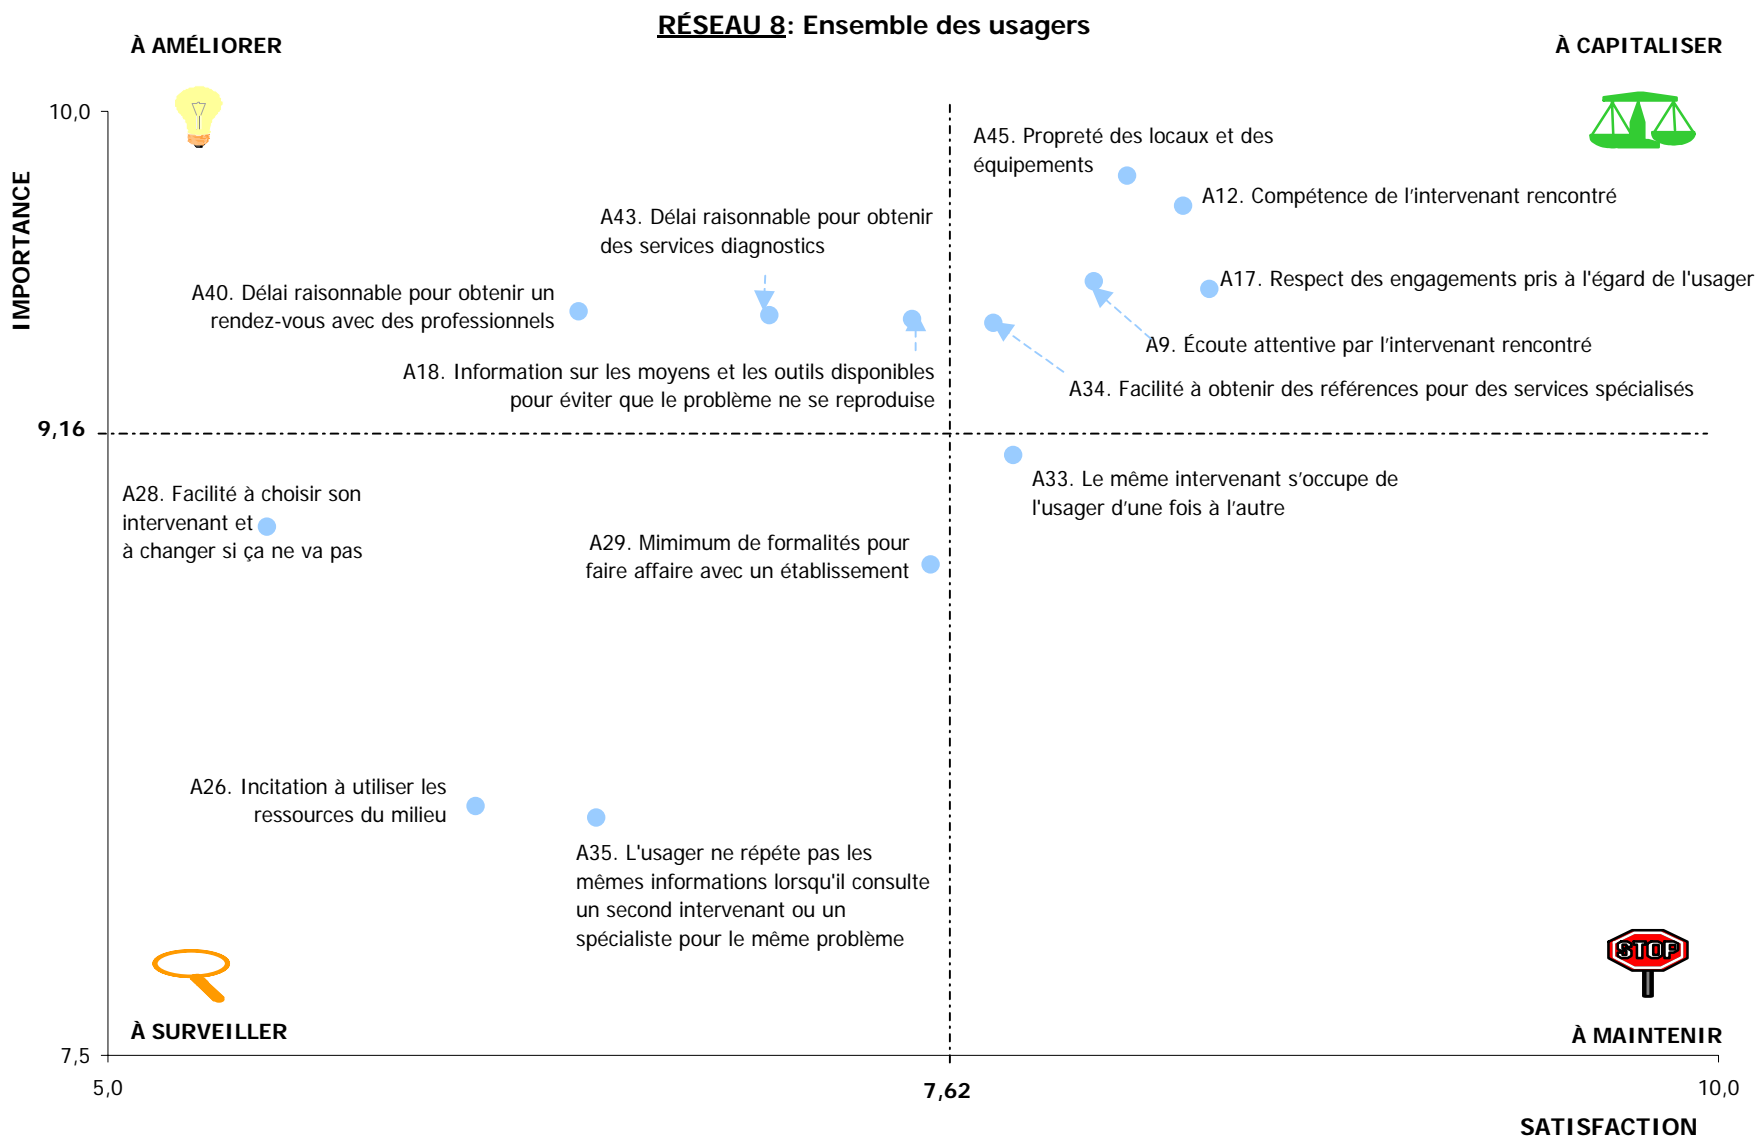 RÉSEAU 8: Ensemble des usagers
À AMÉLIORER
À CAPITALISER
10,0
IMPORTANCE
A45. Propreté des locaux et des
équipements
A12. Compétence de l'intervenant rencontré
A43. Délai raisonnable pour obtenir
des services diagnostics
A40. Délai raisonnable pour obtenir un
rendez-vous avec des professionnels
A17. Respect des engagements pris à l'égard de l'usager
A9. Écoute attentive par l'intervenant rencontré
A18. Information sur les moyens et les outils disponibles
pour éviter que le problème ne se reproduise
A34. Facilité à obtenir des références pour des services spécialisés
9,16
A28. Facilité à choisir son
intervenant et
à changer si ça ne va pas
A33. Le même intervenant s’occupe de
l'usager d’une fois à l’autre
A29. Mimimum de formalités pour
faire affaire avec un établissement
A26. Incitation à utiliser les
ressources du milieu
A35. L'usager ne répéte pas les
mêmes informations lorsqu'il consulte
un second intervenant ou un
spécialiste pour le même problème
STOP
À SURVEILLER
À MAINTENIR
7,5
5,0
7,62
10,0
SATISFACTION